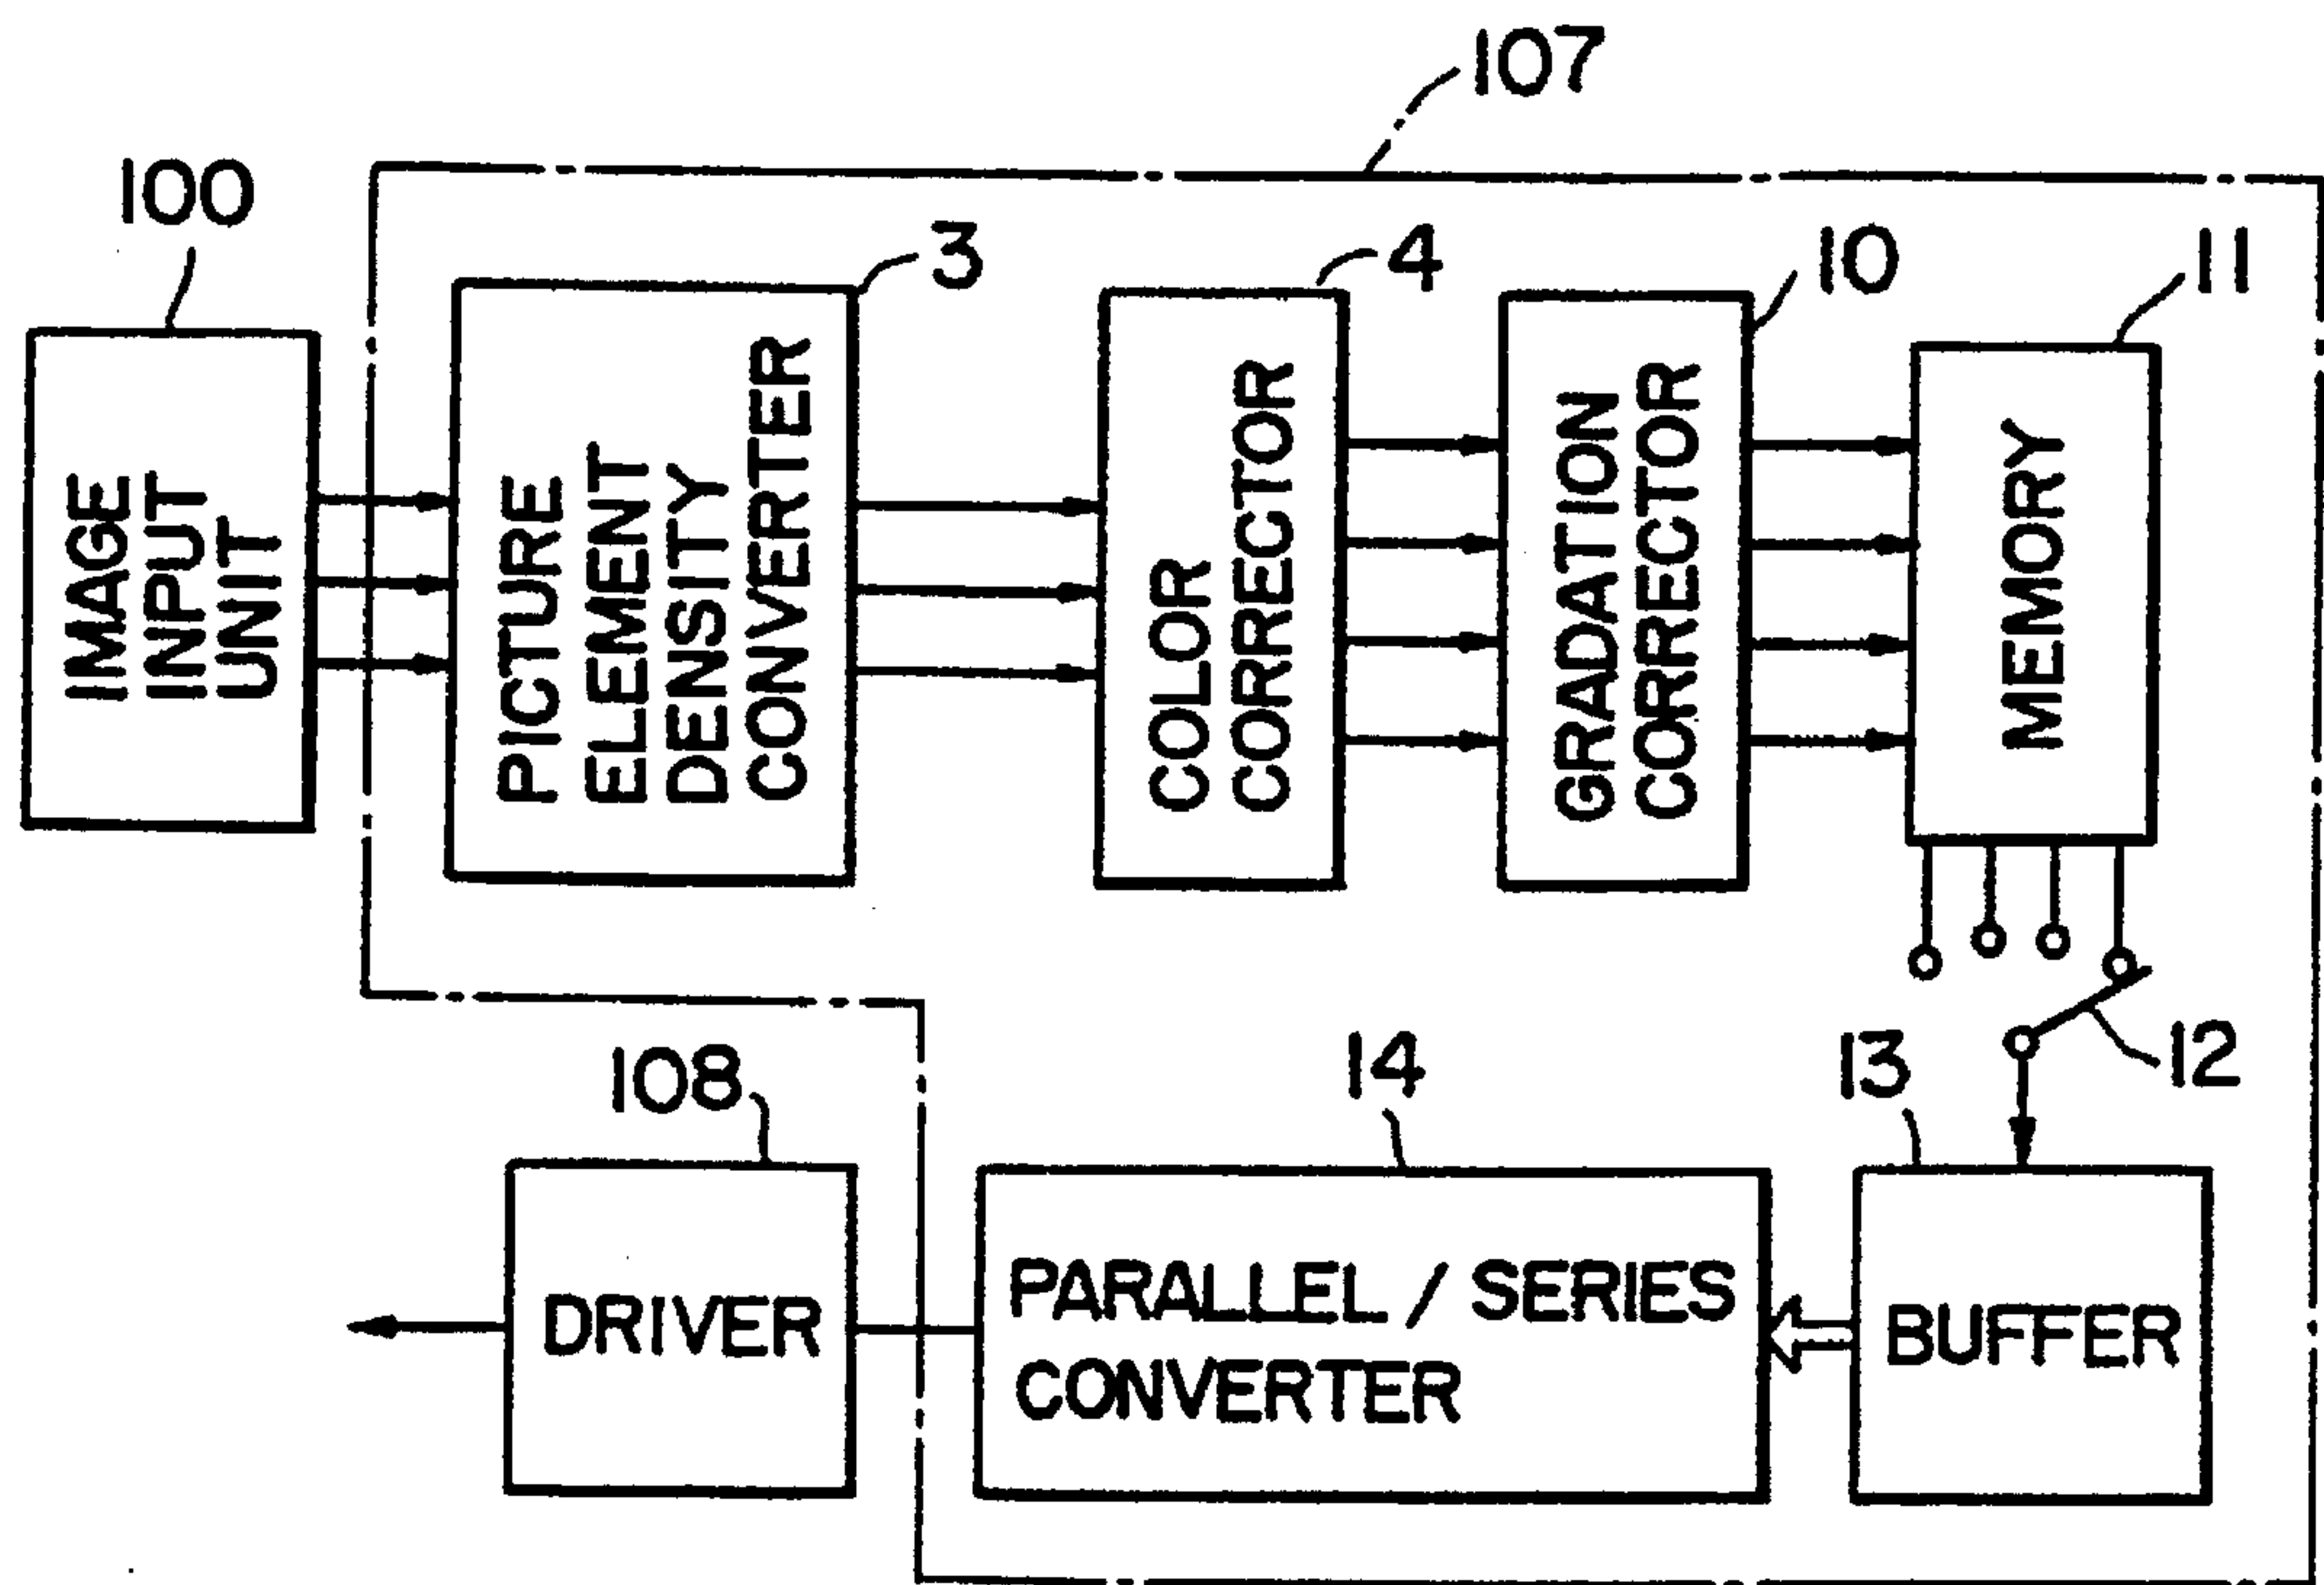 107
100
3
4
10
11
IMAGE
INPUT
UNIT
PICTURE
ELEMENT
DENSITY
CONVERTER
COLOR
CORRECTOR
GRADATION
CORRECTOR
MEMORY
12
13
14
108
DRIVER
PARALLEL / SERIES
CONVERTER
BUFFER